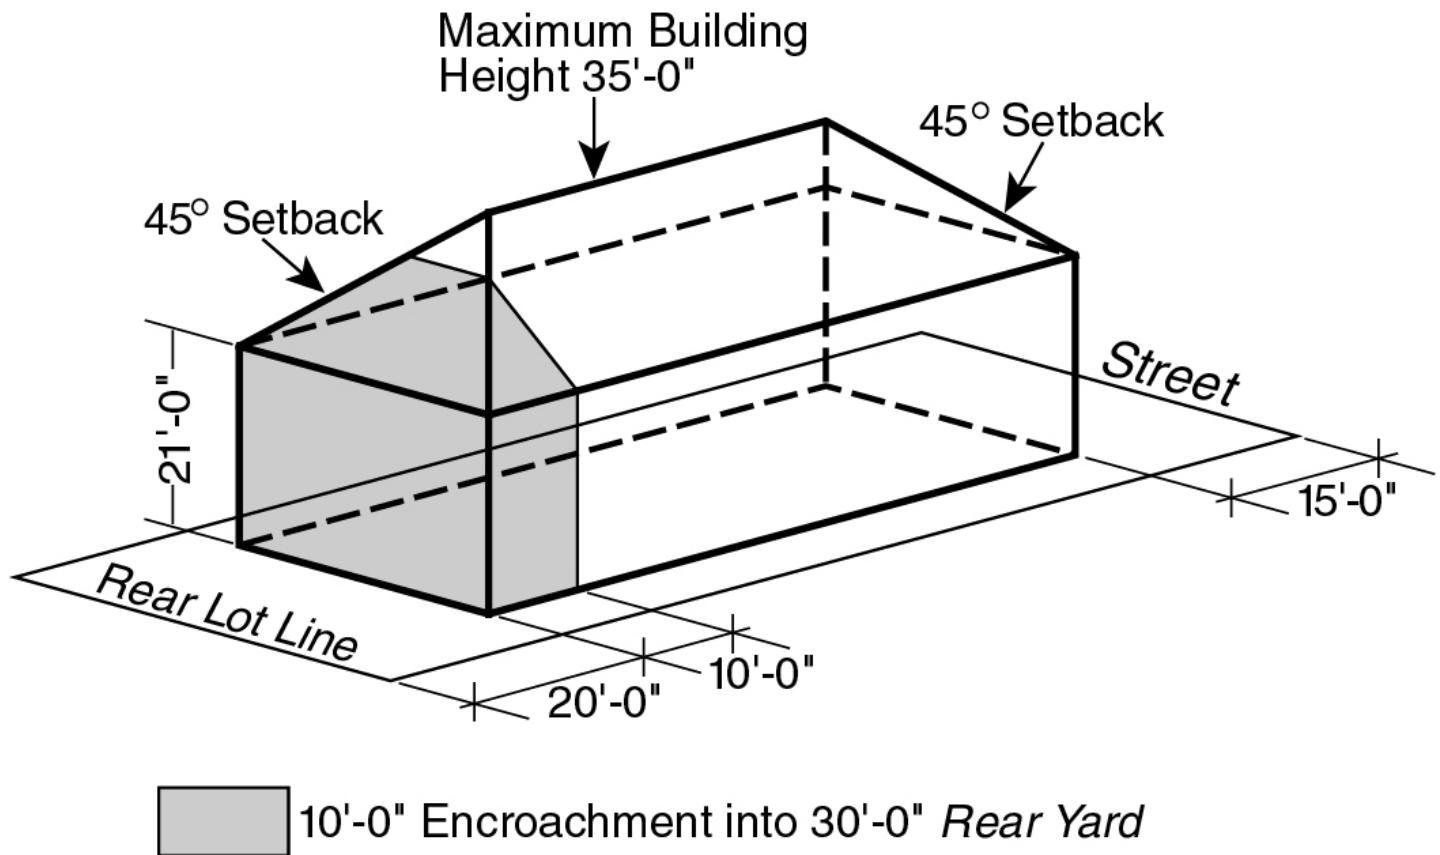 Maximum Building
Height 35'-0"
45° Setback
45° Setback
21'-0"
Street
15'-0"
Rear Lot Line
10'-0"
20'-0"
10'-0" Encroachment into 30'-0" Rear Yard